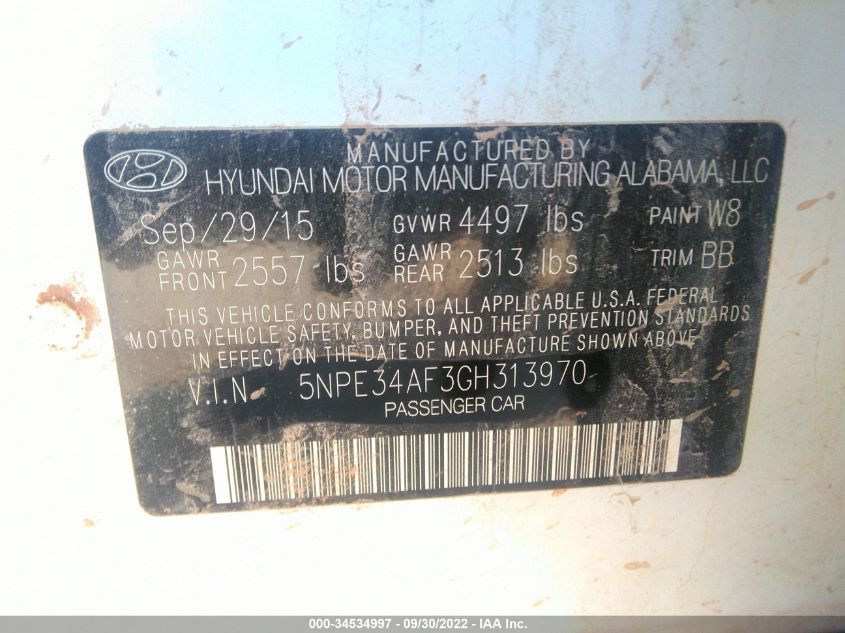 MANUFACTURED BY
HYUNDAI MOTOR MANUFACTURING ALABAMA, LLC
Sep/29/15 GVWR 4497 lbs PAINT W8
GAWR FRONT 2557 lbs GAWR REAR 2513 lbs TRIM BB
THIS VEHICLE CONFORMS TO ALL APPLICABLE U.S.A. FEDERAL
MOTOR VEHICLE SAFETY, BUMPER, AND THEFT PREVENTION STANDARDS
IN EFFECT ON THE DATE OF MANUFACTURE SHOWN ABOVE
V.I.N. 5NPE34AF3GH313970
PASSENGER CAR
000-34534997 - 09/30/2022 - IAA Inc.